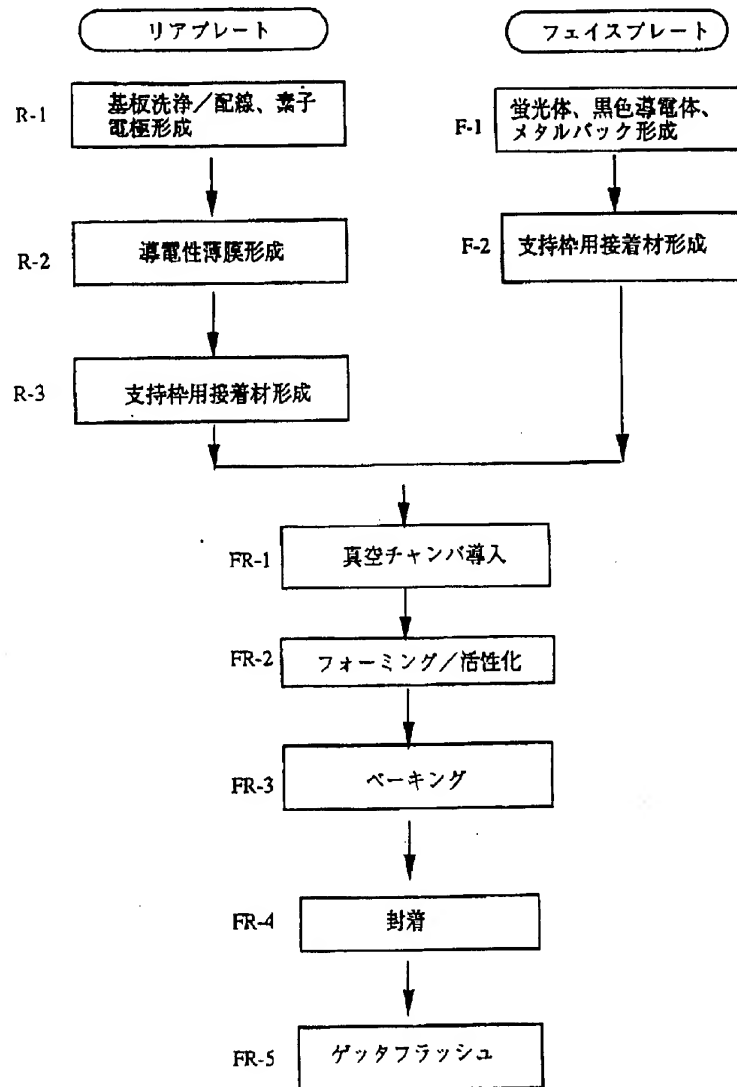 リアプレート
フェイスプレート
R-1
基板洗浄／配線、素子
電極形成
F-1
蛍光体、黒色導電体、
メタルバック形成
R-2
導電性薄膜形成
F-2
支持枠用接着材形成
R-3
支持枠用接着材形成
FR-1
真空チャンバ導入
FR-2
フォーミング／活性化
FR-3
ベーキング
FR-4
封着
FR-5
ゲッタフラッシュ